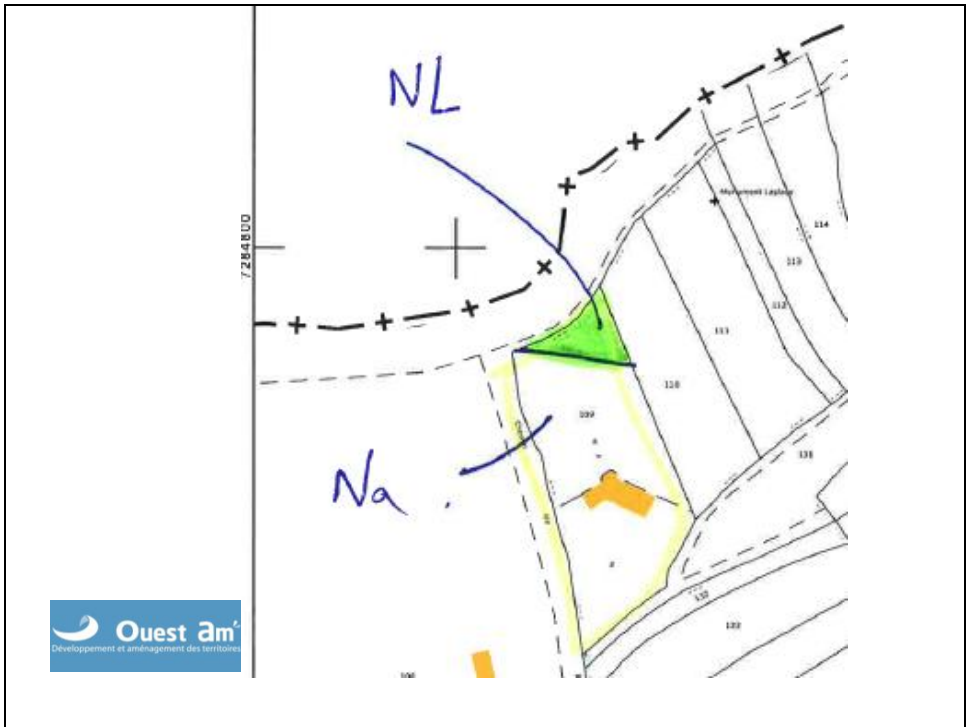 NL
7284800
Monument Laplace
114
113
112
111
110
109
131
Na .
132
133
Ouest am'
Développement et aménagement des territoires